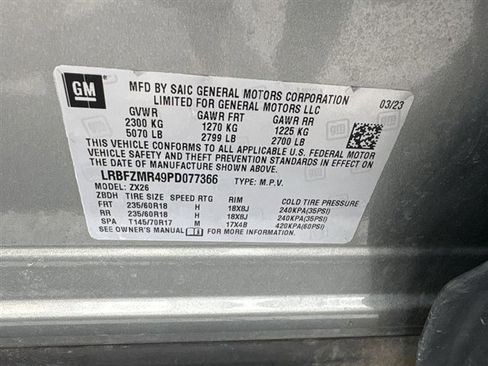 GM
MFD BY SAIC GENERAL MOTORS CORPORATION
LIMITED FOR GENERAL MOTORS LLC
03/23
GVWR GAWR FRT GAWR RR
2300 KG 1270 KG 1225 KG
5070 LB 2799 LB 2700 LB
THIS VEHICLE CONFORMS TO ALL APPLICABLE U.S. FEDERAL MOTOR
VEHICLE SAFETY, BUMPER, AND THEFT PREVENTION STANDARDS IN EFFECT ON
THE DATE OF MANUFACTURE SHOWN ABOVE.
LRBFZMR49PD077366 TYPE: M.P.V.
MODEL: ZX26
ZBDH TIRE SIZE SPEED RTG RIM COLD TIRE PRESSURE
FRT 235/60R18 H 18X8J 240KPA(35PSI)
RR 235/60R18 H 18X8J 240KPA(35PSI)
SPA T145/70R17 M 17X4B 420KPA(60PSI)
SEE OWNER'S MANUAL FOR MORE INFORMATION.